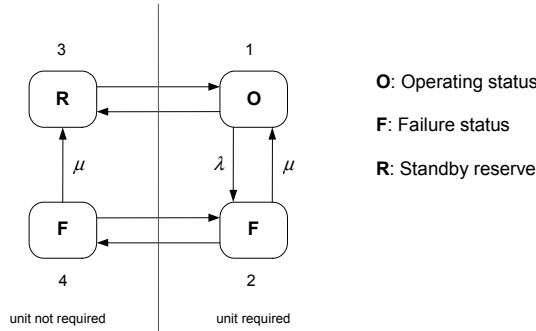 3 1
R O
O: Operating status
F: Failure status
R: Standby reserve
μ λ μ
F F
4 2
unit not required unit required